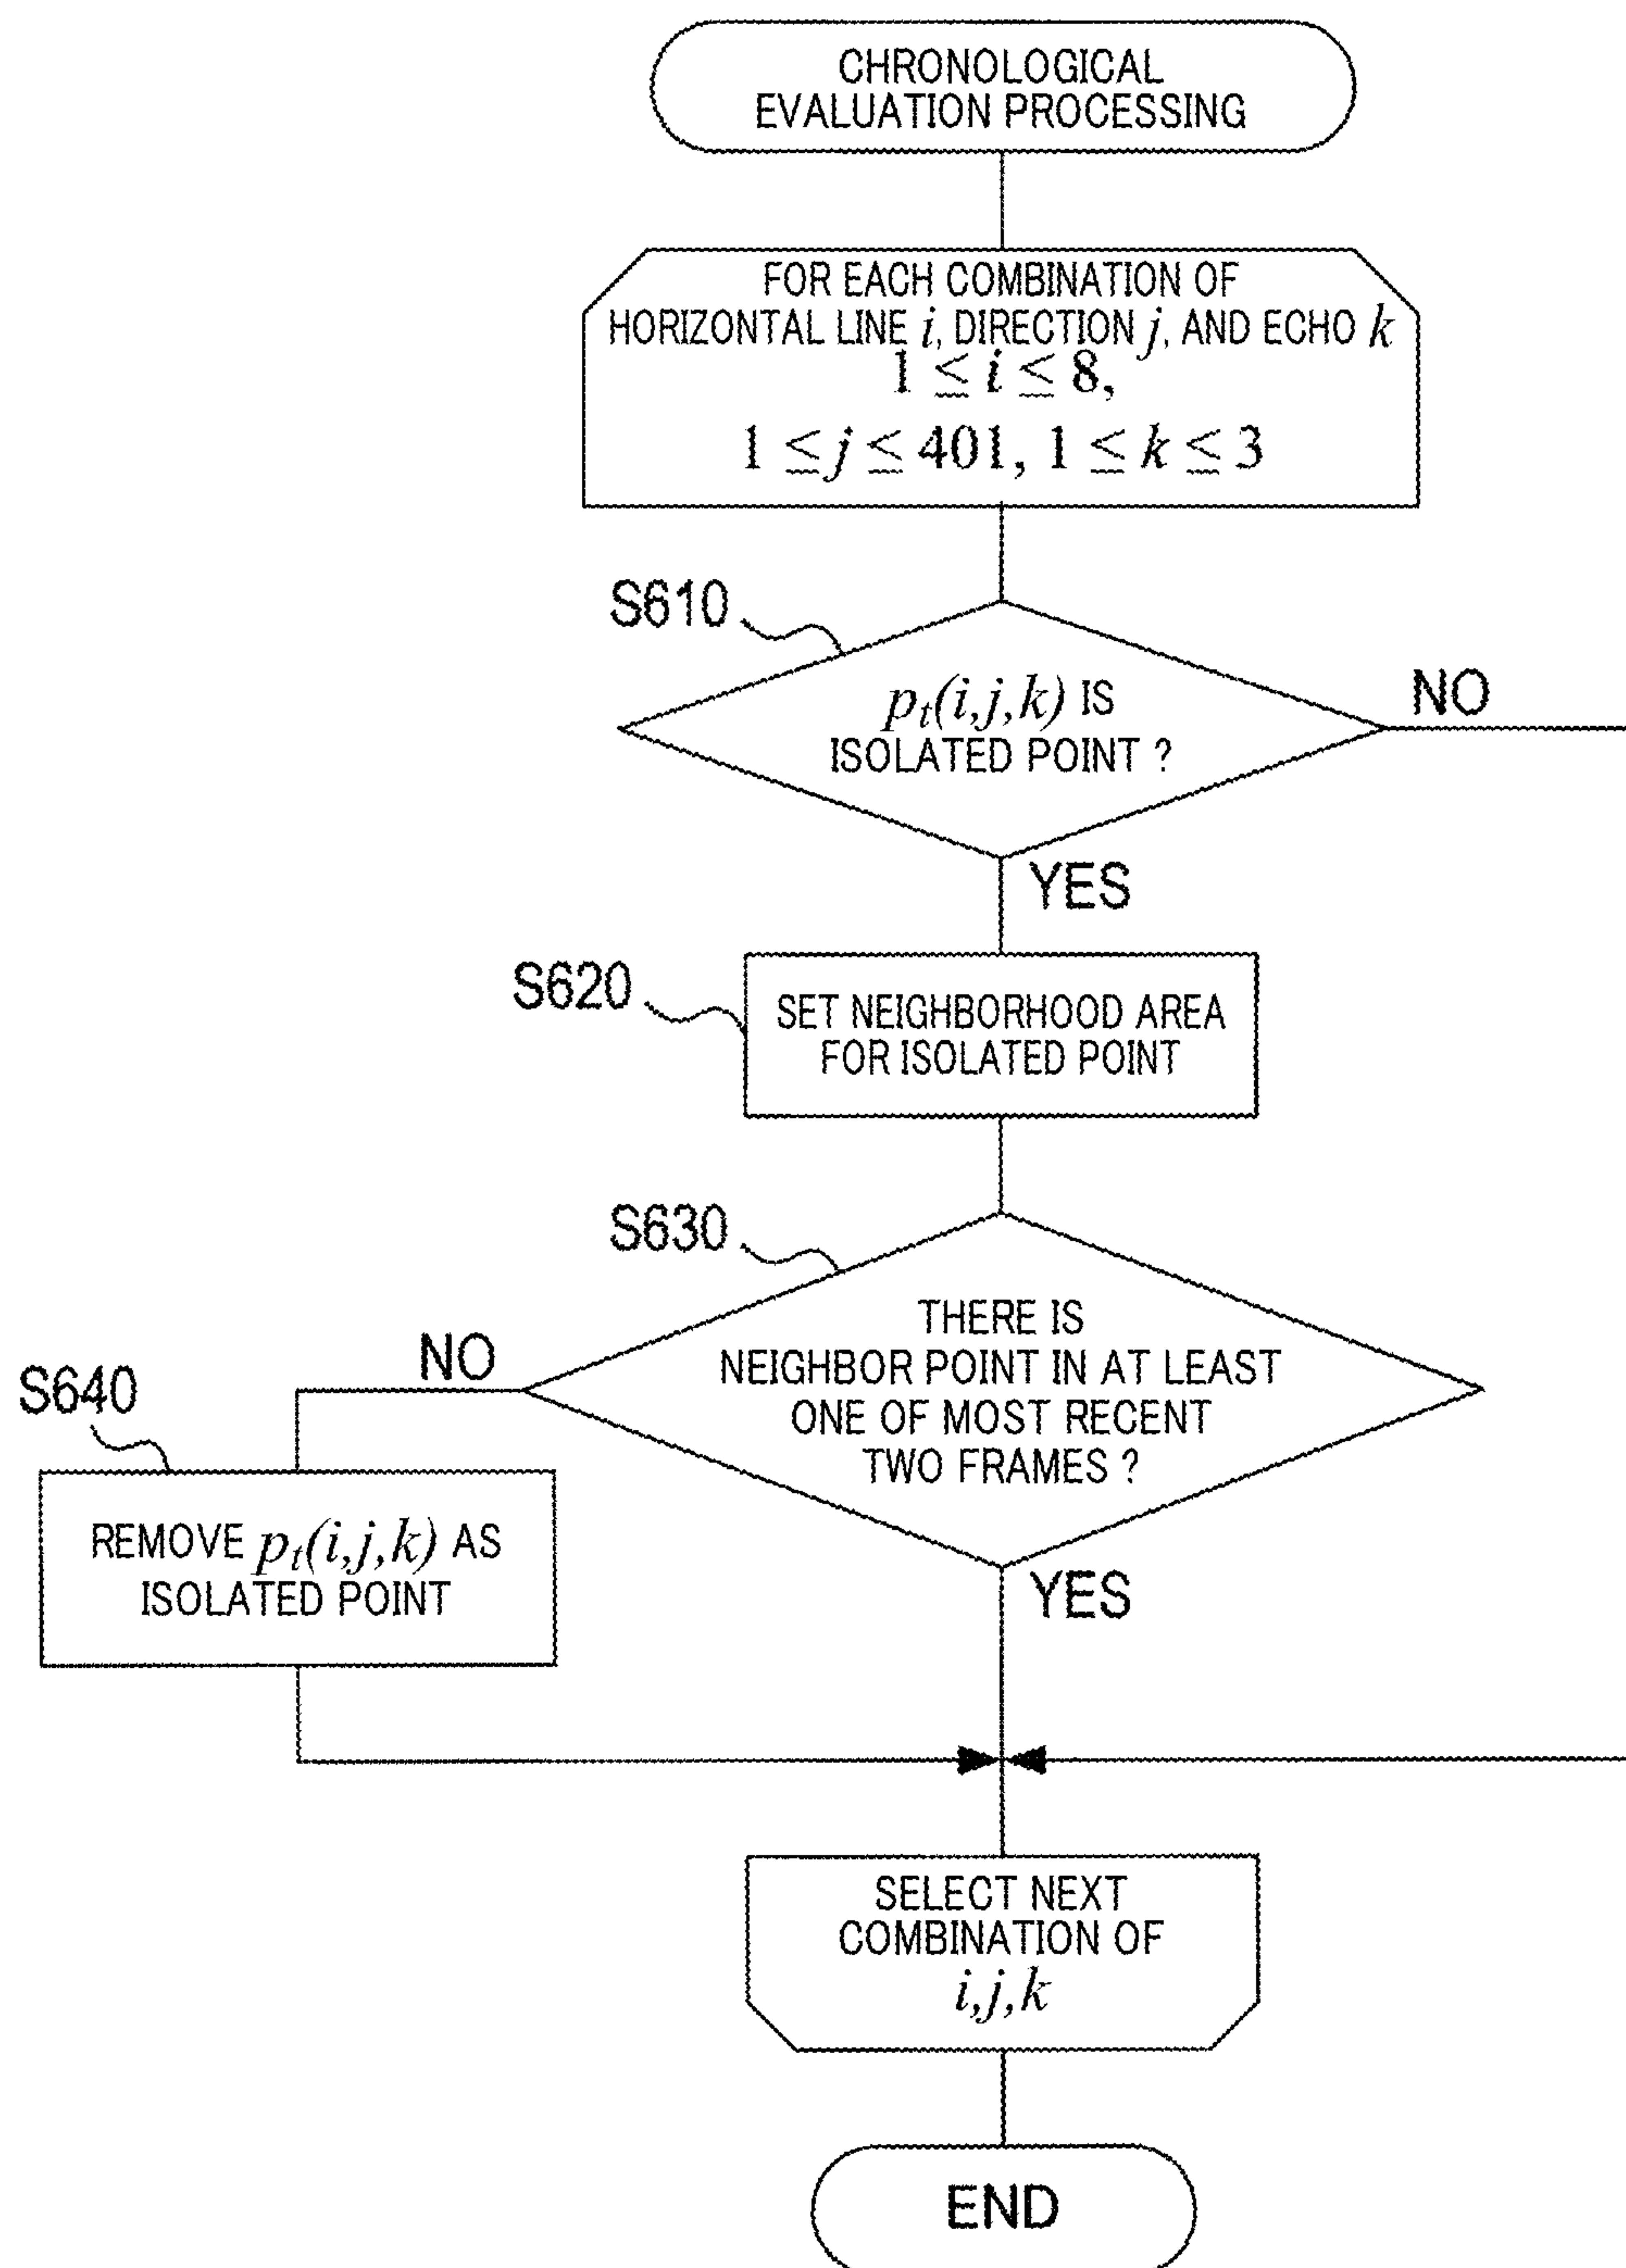 CHRONOLOGICAL
EVALUATION PROCESSING
FOR EACH COMBINATION OF
HORIZONTAL LINE i, DIRECTION j, AND ECHO k
1 ≤ i ≤ 8,
1 ≤ j ≤ 401, 1 ≤ k ≤ 3
S610
pt(i,j,k) IS
ISOLATED POINT ?
NO
YES
S620
SET NEIGHBORHOOD AREA
FOR ISOLATED POINT
S630
THERE IS
NEIGHBOR POINT IN AT LEAST
ONE OF MOST RECENT
TWO FRAMES ?
NO
YES
S640
REMOVE pt(i,j,k) AS
ISOLATED POINT
SELECT NEXT
COMBINATION OF
i,j,k
END